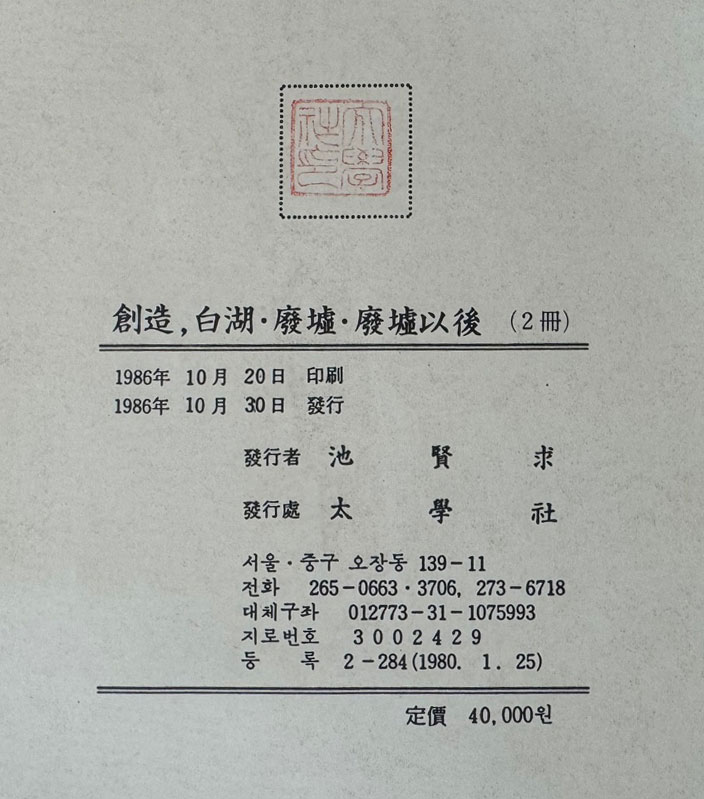 太學
社印
創造, 白湖·廢墟·廢墟以後 (2冊)
1986年 10月 20日 印刷
1986年 10月 30日 發行
發行者 池 賢 求
發行處 太 學 社
서울·중구 오장동 139-11
전화 265-0663·3706, 273-6718
대체구좌 012773-31-1075993
지로번호 3002429
등 록 2-284(1980. 1. 25)
定價 40,000원